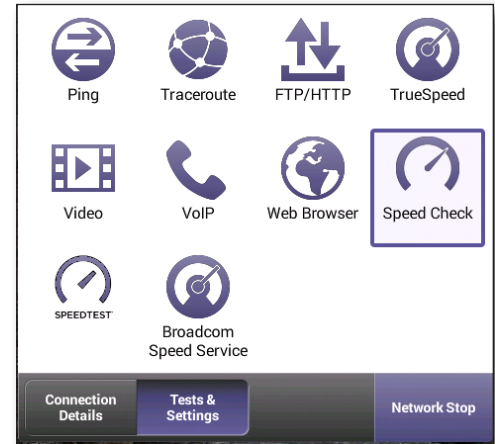 Ping
Traceroute
FTP/HTTP
TrueSpeed
Video
VoIP
Web Browser
Speed Check
SPEEDTEST
Broadcom
Speed Service
Connection
Details
Tests &
Settings
Network Stop